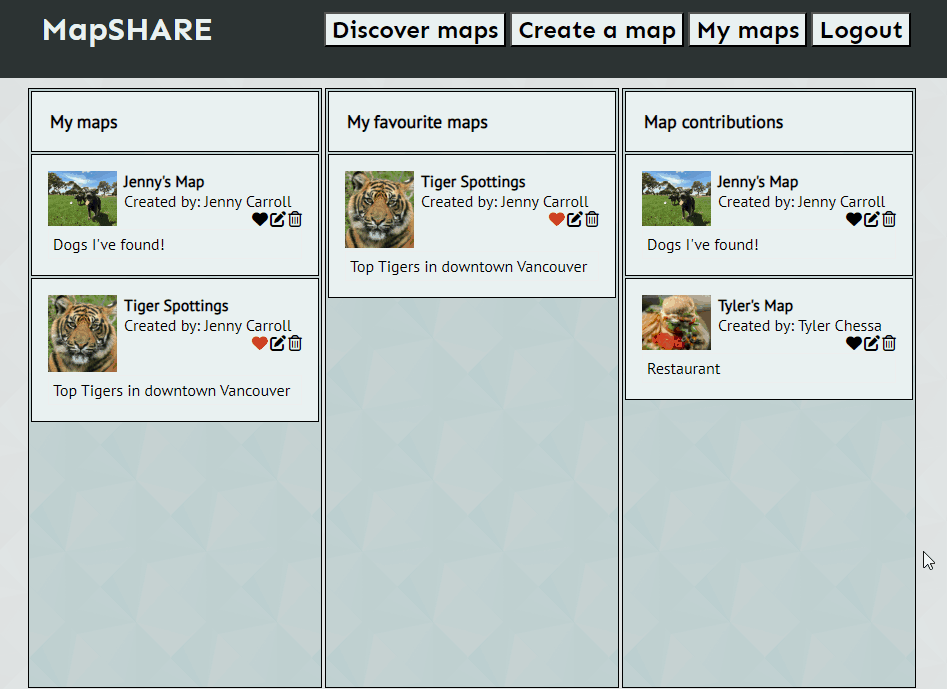 MapSHARE
Discover maps
Create a map
My maps
Logout
My maps
Jenny's Map
Created by: Jenny Carroll
Dogs I've found!
Tiger Spottings
Created by: Jenny Carroll
Top Tigers in downtown Vancouver
My favourite maps
Tiger Spottings
Created by: Jenny Carroll
Top Tigers in downtown Vancouver
Map contributions
Jenny's Map
Created by: Jenny Carroll
Dogs I've found!
Tyler's Map
Created by: Tyler Chessa
Restaurant